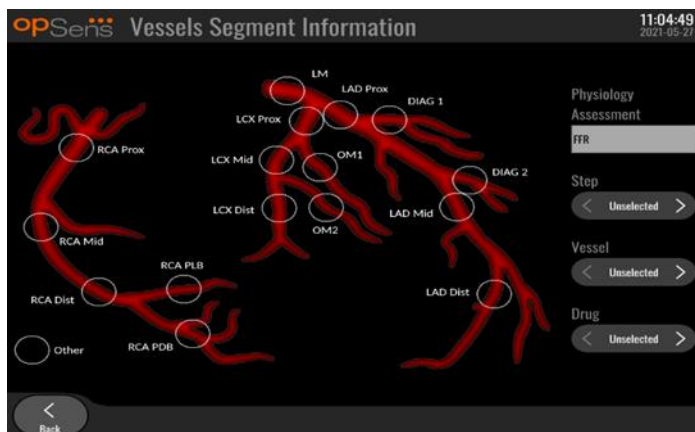 opSens Vessels Segment Information
11:04:49
2021-05-27
LM
LAD Prox
DIAG 1
LCX Prox
RCA Prox
LCX Mid
OM1
DIAG 2
LCX Dist
OM2
LAD Mid
RCA Mid
RCA PLB
RCA Dist
LAD Dist
RCA PDB
Other
Physiology
Assessment
FFR
Step
< Unselected >
Vessel
< Unselected >
Drug
< Unselected >
<
Back